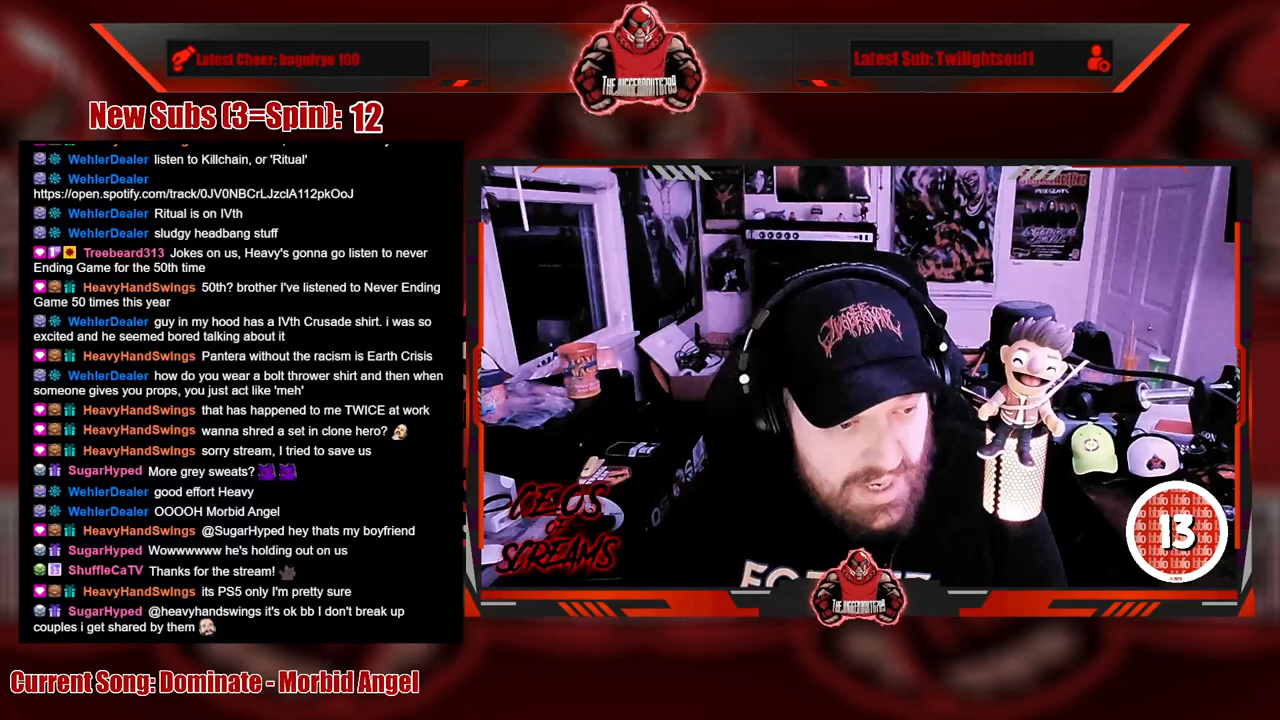 Latest Cheer: bagofrye 100
THEJUGGERNUT6789
Latest Sub: Twilightsoul1
New Subs (3=Spin): 12
WehlerDealer listen to Killchain, or 'Ritual'
WehlerDealer
https://open.spotify.com/track/0JV0NBCrLJzclA112pkOoJ
WehlerDealer Ritual is on IVth
WehlerDealer sludgy headbang stuff
Treebeard313 Jokes on us, Heavy's gonna go listen to never
Ending Game for the 50th time
HeavyHandSwings 50th? brother I've listened to Never Ending
Game 50 times this year
WehlerDealer guy in my hood has a IVth Crusade shirt. i was so
excited and he seemed bored talking about it
HeavyHandSwings Pantera without the racism is Earth Crisis
WehlerDealer how do you wear a bolt thrower shirt and then when
someone gives you props, you just act like 'meh'
HeavyHandSwings that has happened to me TWICE at work
HeavyHandSwings wanna shred a set in clone hero?
HeavyHandSwings sorry stream, I tried to save us
SugarHyped More grey sweats?
WehlerDealer good effort Heavy
WehlerDealer OOOOH Morbid Angel
HeavyHandSwings @SugarHyped hey thats my boyfriend
SugarHyped Wowwwwww he's holding out on us
ShuffleCaTV Thanks for the stream!
HeavyHandSwings its PS5 only I'm pretty sure
SugarHyped @heavyhandswings it's ok bb I don't break up
couples i get shared by them
PRESENTS
CEOS
OF
SCREAMS
13
Current Song: Dominate - Morbid Angel